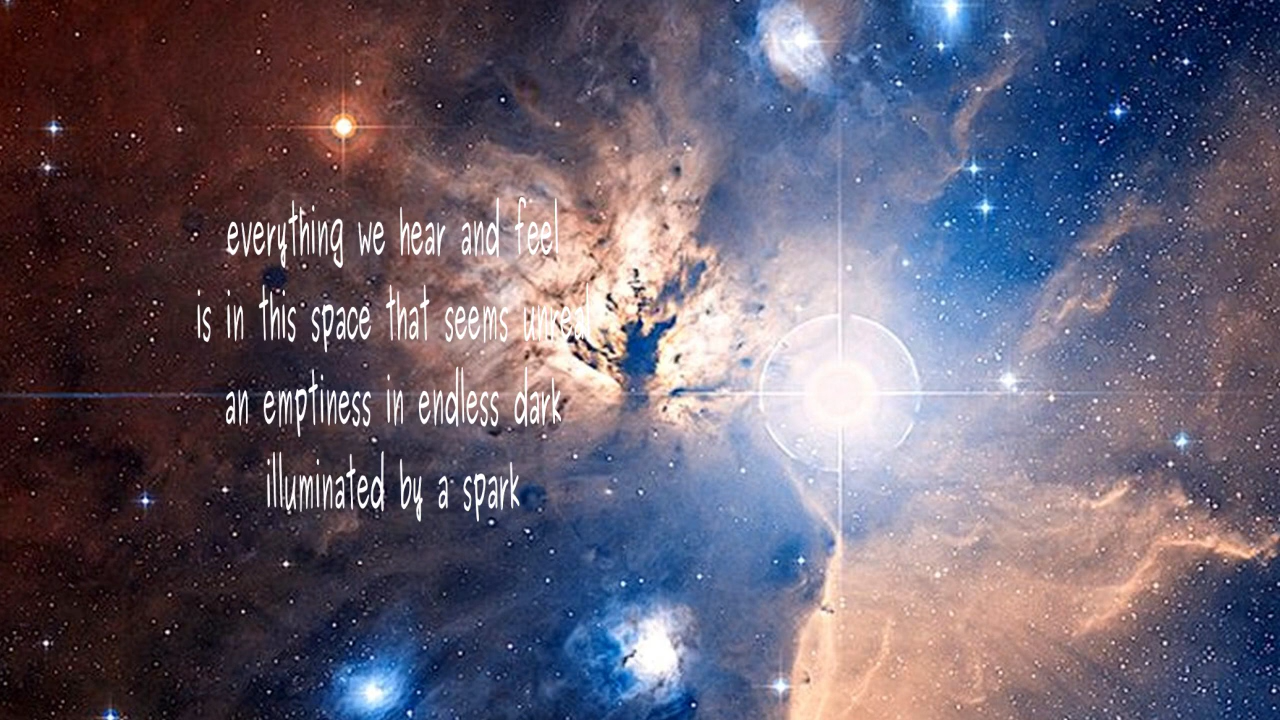 everything we hear and feel
is in this space that seems unreal
an emptiness in endless dark
illuminated by a spark